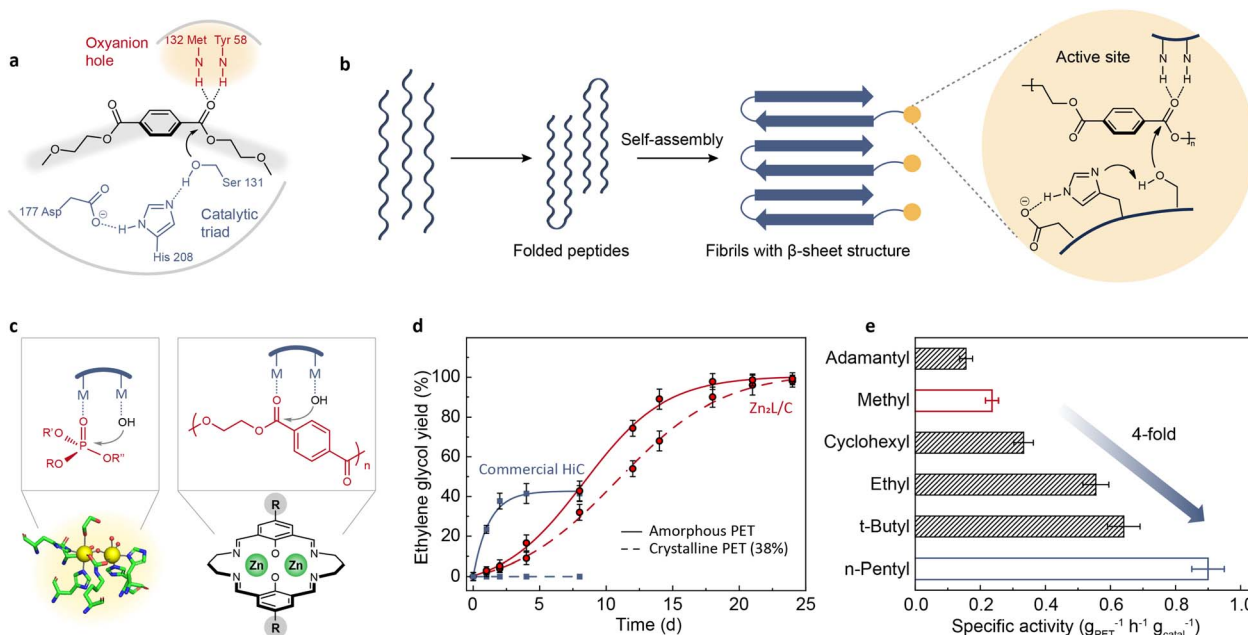 a
Oxyanion
hole
132 Met Tyr 58
N N
H H
O O
O O
O O
H O
Ser 131
177 Asp
O
O ⊖
H N N
Catalytic
triad
His 208
b
Self-assembly
Folded peptides
Fibrils with β-sheet structure
Active site
N N
H H
O O
O O
n
H N N
H O
⊖
O
O
c
M M
O OH
R'O P
RO OR"
M M
O OH
O O
O
O
n
R
N O N
Zn Zn
N O N
R
d
Ethylene glycol yield (%)
100
80
60
40
20
0
Zn₂L/C
Commercial HiC
Amorphous PET
Crystalline PET (38%)
0 5 10 15 20 25
Time (d)
e
Adamantyl
Methyl
Cyclohexyl
Ethyl
t-Butyl
n-Pentyl
4-fold
0.0 0.2 0.4 0.6 0.8 1.0
Specific activity (g_PET⁻¹ h⁻¹ g_catal⁻¹)